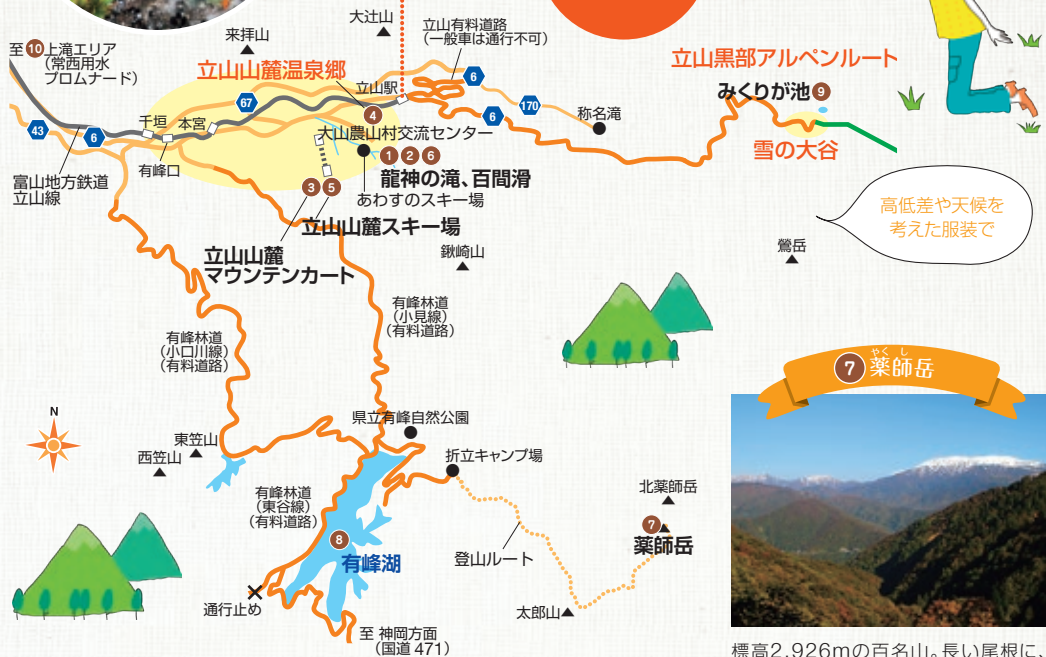 大辻山
立山有料道路
(一般車は通行不可)
来拝山
至10上滝エリア
(常西用水
プロムナード)
立山山麓温泉郷
立山駅
立山黒部アルペンルート
みくりが池 9
雪の大谷
6
67
170
6
称名滝
4
千垣
本宮
43
6
大山農山村交流センター
1 2 6
有峰口
龍神の滝、百間滑
富山地方鉄道
立山線
あわすのスキー場
3 5
立山山麓スキー場
高低差や天候を
考えた服装で
鶯岳
立山山麓
マウンテンカート
鍬崎山
有峰林道
(小見線)
(有料道路)
有峰林道
(小口川線)
(有料道路)
やくし
7 薬師岳
N
県立有峰自然公園
東笠山
西笠山
折立キャンプ場
有峰林道
(東谷線)
(有料道路)
北薬師岳
7
薬師岳
登山ルート
8
有峰湖
通行止め
太郎山
至 神岡方面
(国道471)
標高2,926mの百名山。長い尾根に、